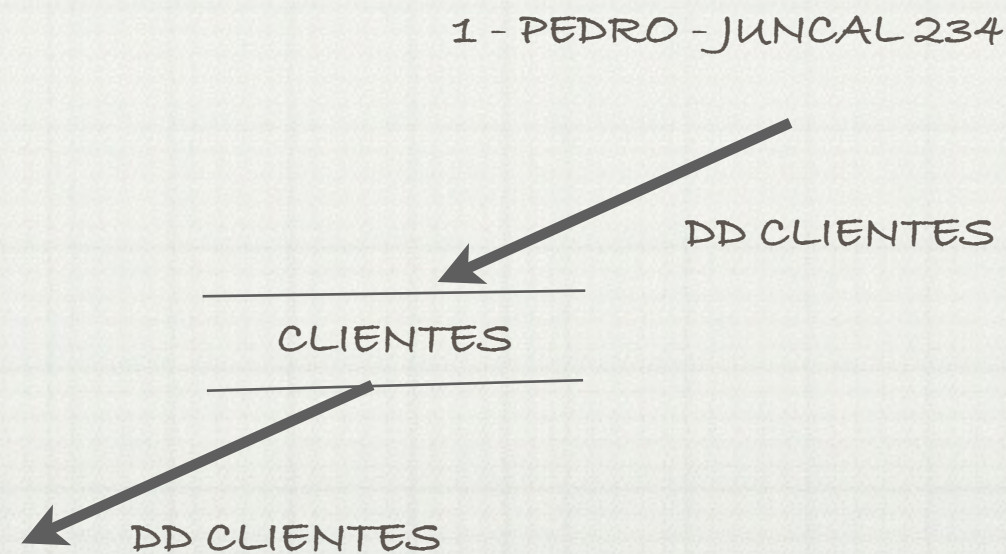 1 - PEDRO - JUNCAL 234
DD CLIENTES
CLIENTES
DD CLIENTES